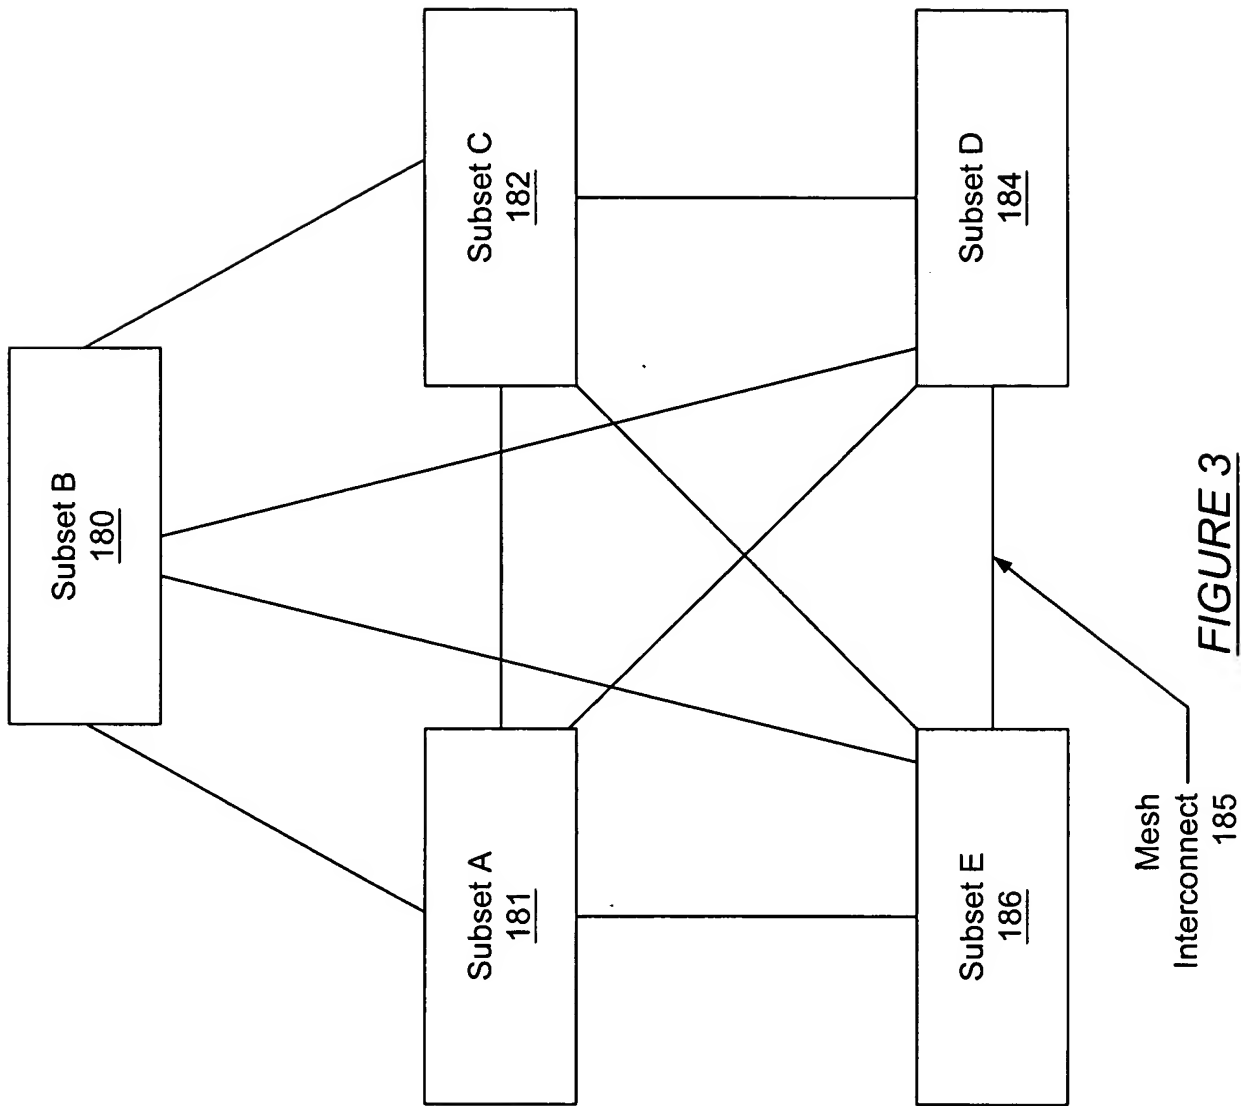 Subset B
180
Subset A
181
Subset C
182
Subset E
186
Subset D
184
Mesh
Interconnect
185
FIGURE 3